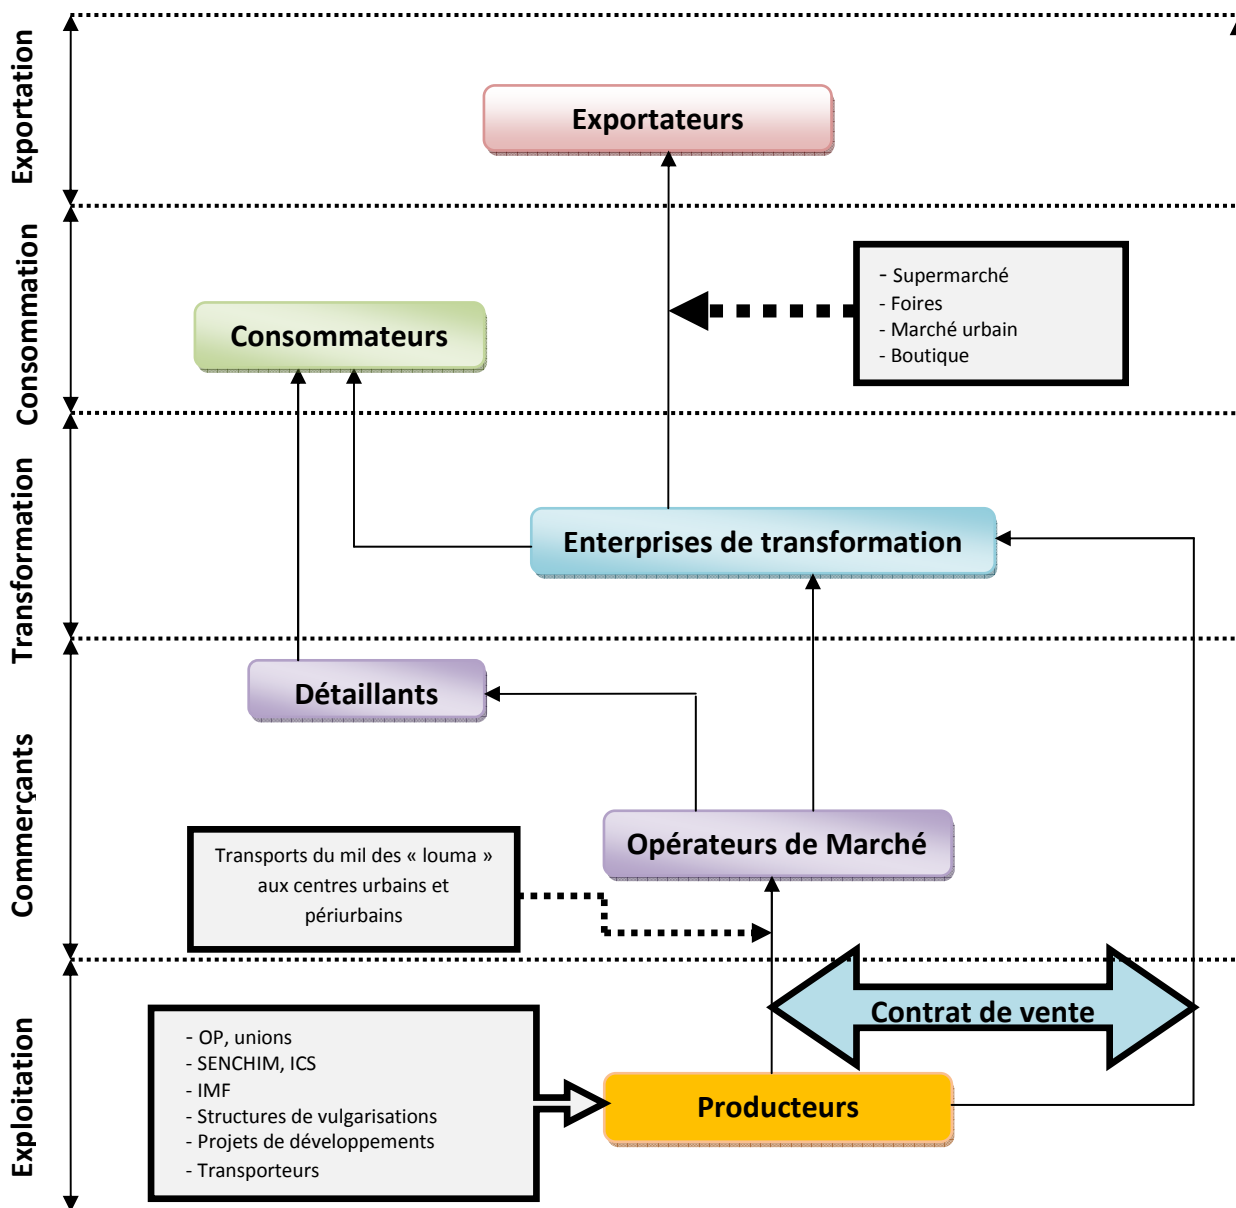 Exportation
Exportateurs
Consommation
- Supermarché
- Foires
- Marché urbain
- Boutique
Consommateurs
Transformation
Enterprises de transformation
Commerçants
Détaillants
Opérateurs de Marché
Transports du mil des « louma »
aux centres urbains et
périurbains
Exploitation
Contrat de vente
- OP, unions
- SENCHIM, ICS
- IMF
- Structures de vulgarisations
- Projets de développements
- Transporteurs
Producteurs